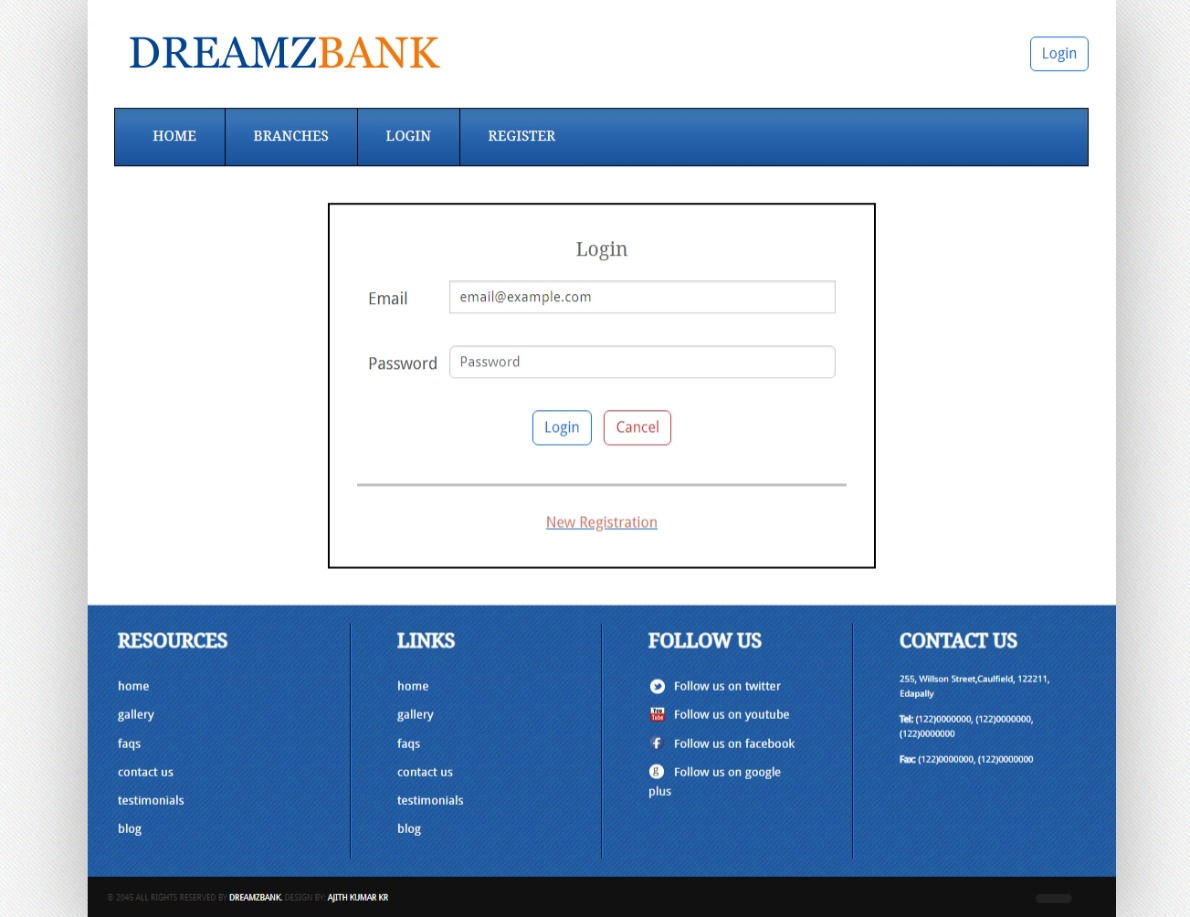 DREAMZBANK
Login
HOME BRANCHES LOGIN REGISTER
Login
Email email@example.com
Password Password
Login Cancel
New Registration
RESOURCES
home
gallery
faqs
contact us
testimonials
blog
LINKS
home
gallery
faqs
contact us
testimonials
blog
FOLLOW US
Follow us on twitter
You
Tube
Follow us on youtube
f Follow us on facebook
g Follow us on google
plus
CONTACT US
255, Willson Street,Caulfield, 122211,
Edapally
Tel: (122)0000000, (122)0000000,
(122)0000000
Fax: (122)0000000, (122)0000000
© 2045 ALL RIGHTS RESERVED BY DREAMZBANK. DESIGN BY: AJITH KUMAR KR